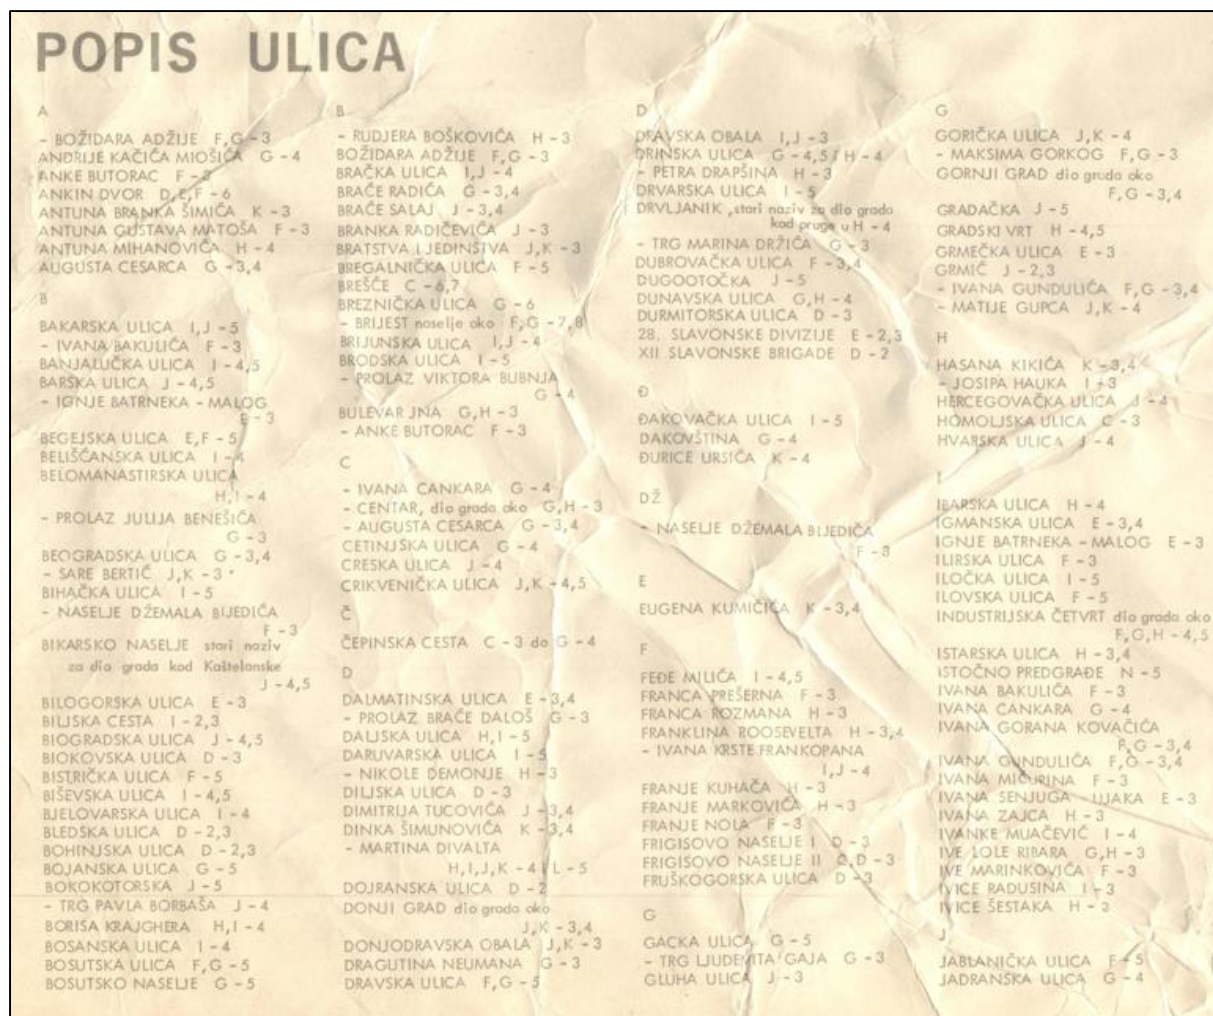 POPIS ULICA
A
- BOŽIDARA ADŽIJE F,G - 3
ANDRIJE KAČIĆA MIOŠIĆA G - 4
ANKE BUTORAC F - 3
ANKIN DVOR D,E,F - 6
ANTUNA BRANKA ŠIMIĆA K - 3
ANTUNA GUSTAVA MATOŠA F - 3
ANTUNA MIHANOVIĆA H - 4
AUGUSTA CESARCA G - 3,4
B
BAKARSKA ULICA I,J - 5
- IVANA BAKULIĆA F - 3
BANJALUČKA ULICA I - 4,5
BARSKA ULICA J - 4,5
- IGNJE BATRNEKA - MALOG
E - 3
BEGEJSKA ULICA E,F - 5
BELIŠĆANSKA ULICA I - 4
BELOMANASTIRSKA ULICA
H,I - 4
- PROLAZ JULIJA BENEŠIĆA
G - 3
BEOGRADSKA ULICA G - 3,4
- SARE BERTIĆ J,K - 3
BIHAČKA ULICA I - 5
- NASELJE DŽEMALA BIJEDIĆA
F - 3
BIKARSKO NASELJE stari naziv
za dio grada kod Kaštelanske
J - 4,5
BILOGORSKA ULICA E - 3
BILJSKA CESTA I - 2,3
BIOGRADSKA ULICA J - 4,5
BIOKOVSKA ULICA D - 3
BISTRIČKA ULICA F - 5
BIŠEVSKA ULICA I - 4,5
BJELOVARSKA ULICA I - 4
BLEDSKA ULICA D - 2,3
BOHINJSKA ULICA D - 2,3
BOJANSKA ULICA G - 5
BOKOKOTORSKA J - 5
- TRG PAVLA BORBAŠA J - 4
BORISA KRAJGHERA H,I - 4
BOSANSKA ULICA I - 4
BOSUTSKA ULICA F,G - 5
BOSUTSKO NASELJE G - 5
B
- RUDJERA BOŠKOVIĆA H - 3
BOŽIDARA ADŽIJE F,G - 3
BRAČKA ULICA I,J - 4
BRAĆE RADIĆA G - 3,4
BRAĆE SALAJ J - 3,4
BRANKA RADIČEVIĆA J - 3
BRATSTVA I JEDINSTVA J,K - 3
BREGALNIČKA ULICA F - 5
BREŠĆE C - 6,7
BREZNIČKA ULICA G - 6
- BRIJEST naselje oko F,G - 7,8
BRIJUNSKA ULICA I,J - 4
BRODSKA ULICA I - 5
- PROLAZ VIKTORA BUBNJA
G - 4
BULEVAR JNA G,H - 3
- ANKE BUTORAC F - 3
C
- IVANA CANKARA G - 4
- CENTAR, dio grada oko G,H - 3
- AUGUSTA CESARCA G - 3,4
CETINJSKA ULICA G - 4
CRESKA ULICA J - 4
CRIKVENIČKA ULICA J,K - 4,5
Č
ČEPINSKA CESTA C - 3 do G - 4
D
DALMATINSKA ULICA E - 3,4
- PROLAZ BRAĆE DALOŠ G - 3
DALJSKA ULICA H,I - 5
DARUVARSKA ULICA I - 5
- NIKOLE DEMONJE H - 3
DILJSKA ULICA D - 3
DIMITRIJA TUCOVIĆA J - 3,4
DINKA ŠIMUNOVIĆA K - 3,4
- MARTINA DIVALTA
H,I,J,K - 4 i L - 5
DOJRANSKA ULICA D - 2
DONJI GRAD dio grada oko
J,K - 3,4
DONJODRAVSKA OBALA J,K - 3
DRAGUTINA NEUMANA G - 3
DRAVSKA ULICA F,G - 5
D
DRAVSKA OBALA I,J - 3
DRINSKA ULICA G - 4,5 i H - 4
- PETRA DRAPŠINA H - 3
DRVARSKA ULICA I - 5
DRVLJANIK ,stari naziv za dio grada
kod pruge u H - 4
- TRG MARINA DRŽIĆA G - 3
DUBROVAČKA ULICA F - 3,4
DUGOOTOČKA J - 5
DUNAVSKA ULICA G,H - 4
DURMITORSKA ULICA D - 3
28. SLAVONSKE DIVIZIJE E - 2,3
XII SLAVONSKE BRIGADE D - 2
Đ
ĐAKOVAČKA ULICA I - 5
ĐAKOVŠTINA G - 4
ĐURICE URSIĆA K - 4
DŽ
- NASELJE DŽEMALA BIJEDIĆA
F - 3
E
EUGENA KUMIČIĆA K - 3,4
F
FEĐE MILIĆA I - 4,5
FRANCA PREŠERNA F - 3
FRANCA ROZMANA H - 3
FRANKLINA ROOSEVELTA H - 3,4
- IVANA KRSTE FRANKOPANA
I,J - 4
FRANJE KUHAČA H - 3
FRANJE MARKOVIĆA H - 3
FRANJE NOLA F - 3
FRIGISOVO NASELJE I D - 3
FRIGISOVO NASELJE II C,D - 3
FRUŠKOGORSKA ULICA D - 3
G
GACKA ULICA G - 5
- TRG LJUDEVITA GAJA G - 3
GLUHA ULICA J - 3
G
GORIČKA ULICA J,K - 4
- MAKSIMA GORKOG F,G - 3
GORNJI GRAD dio grada oko
F,G - 3,4
GRADAČKA J - 5
GRADSKI VRT H - 4,5
GRMEČKA ULICA E - 3
GRMIĆ J - 2,3
- IVANA GUNDULIĆA F,G - 3,4
- MATIJE GUPCA J,K - 4
H
HASANA KIKIĆA K - 3,4
- JOSIPA HAUKA I - 3
HERCEGOVAČKA ULICA J - 4
HOMOLJSKA ULICA C - 3
HVARSKA ULICA J - 4
I
IBARSKA ULICA H - 4
IGMANSKA ULICA E - 3,4
IGNJE BATRNEKA - MALOG E - 3
ILIRSKA ULICA F - 3
ILOČKA ULICA I - 5
ILOVSKA ULICA F - 5
INDUSTRIJSKA ČETVRT dio grada oko
F,G,H - 4,5
ISTARSKA ULICA H - 3,4
ISTOČNO PREDGRAĐE N - 5
IVANA BAKULIĆA F - 3
IVANA CANKARA G - 4
IVANA GORANA KOVAČIĆA
F,G - 3,4
IVANA GUNDULIĆA F,G - 3,4
IVANA MIČURINA F - 3
IVANA SENJUGA - UJAKA E - 3
IVANA ZAJCA H - 3
IVANKE MUAČEVIĆ I - 4
IVE LOLE RIBARA G,H - 3
IVE MARINKOVIĆA F - 3
IVICE RADUSINA I - 3
IVICE ŠESTAKA H - 3
J
JABLANIČKA ULICA F - 5
JADRANSKA ULICA G - 4